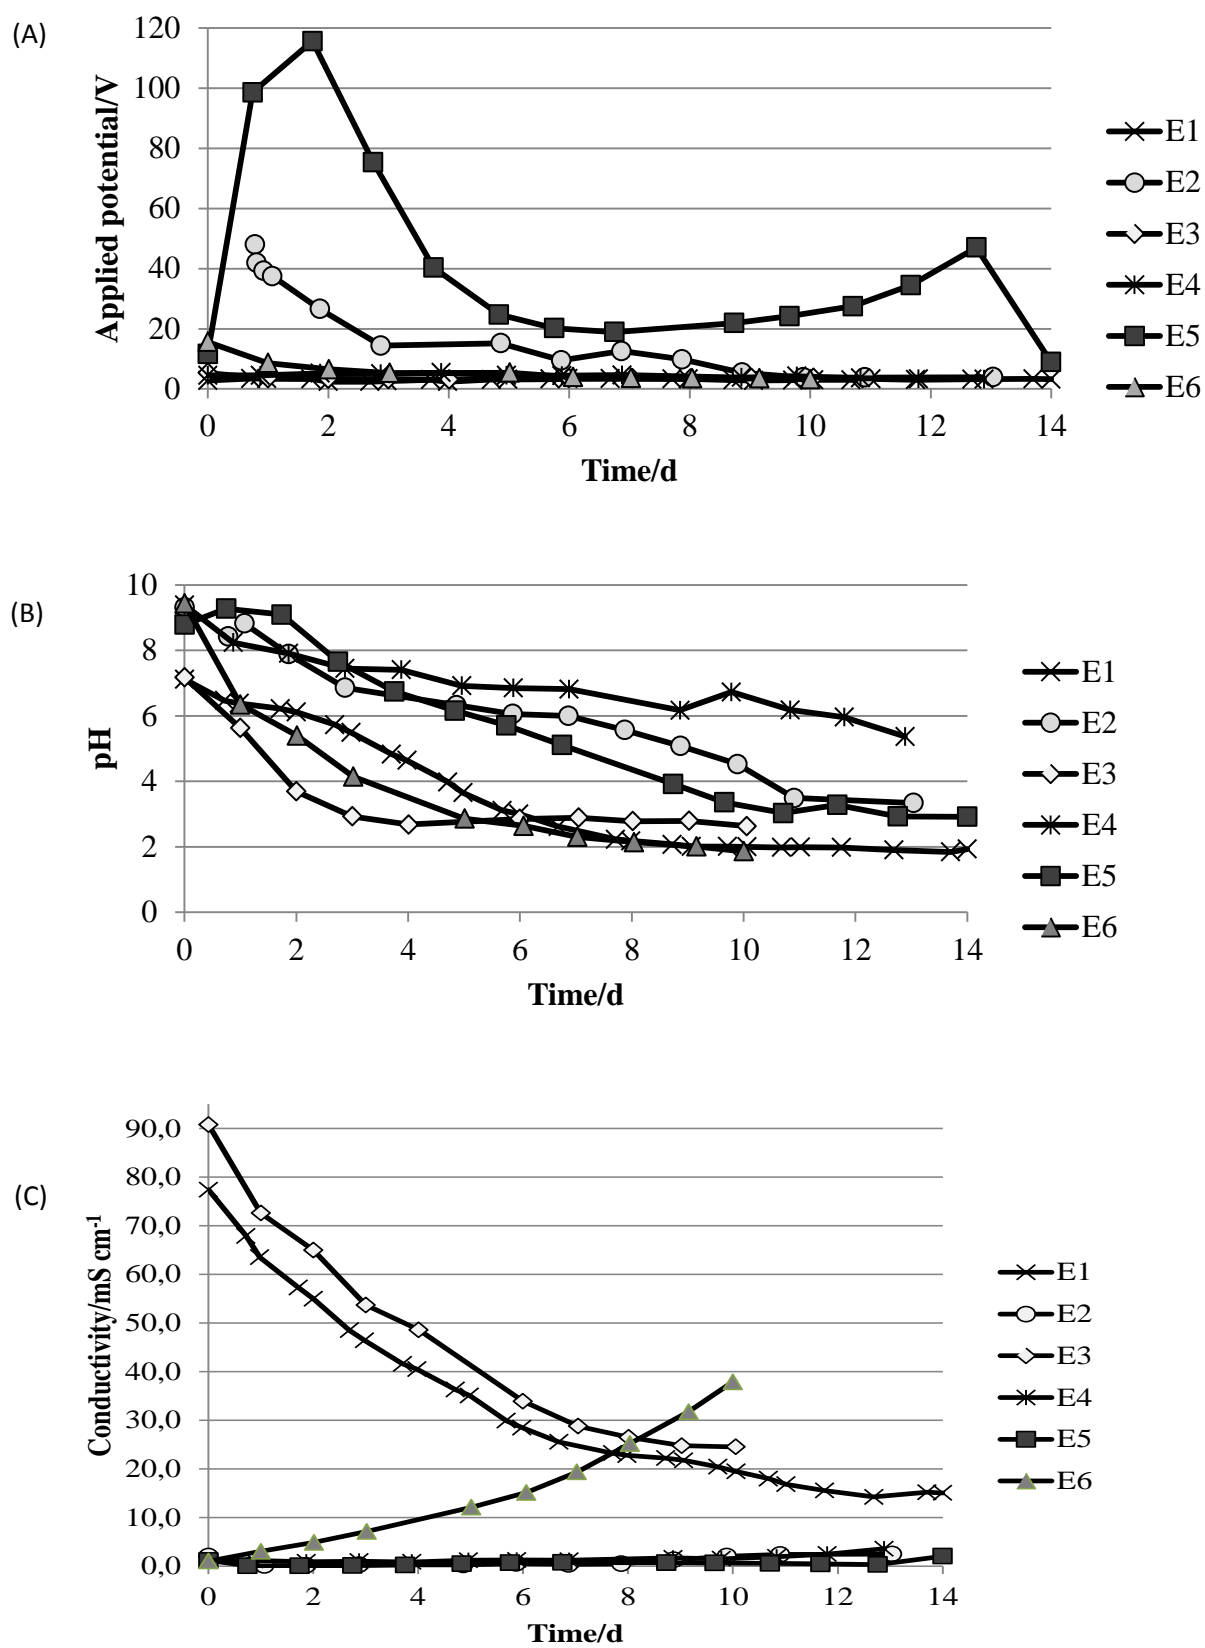 (A)
Applied potential/V
120
100
80
60
40
20
0
0 2 4 6 8 10 12 14
Time/d
E1
E2
E3
E4
E5
E6
(B)
pH
10
8
6
4
2
0
0 2 4 6 8 10 12 14
Time/d
E1
E2
E3
E4
E5
E6
(C)
Conductivity/mS cm-1
90,0
80,0
70,0
60,0
50,0
40,0
30,0
20,0
10,0
0,0
0 2 4 6 8 10 12 14
Time/d
E1
E2
E3
E4
E5
E6